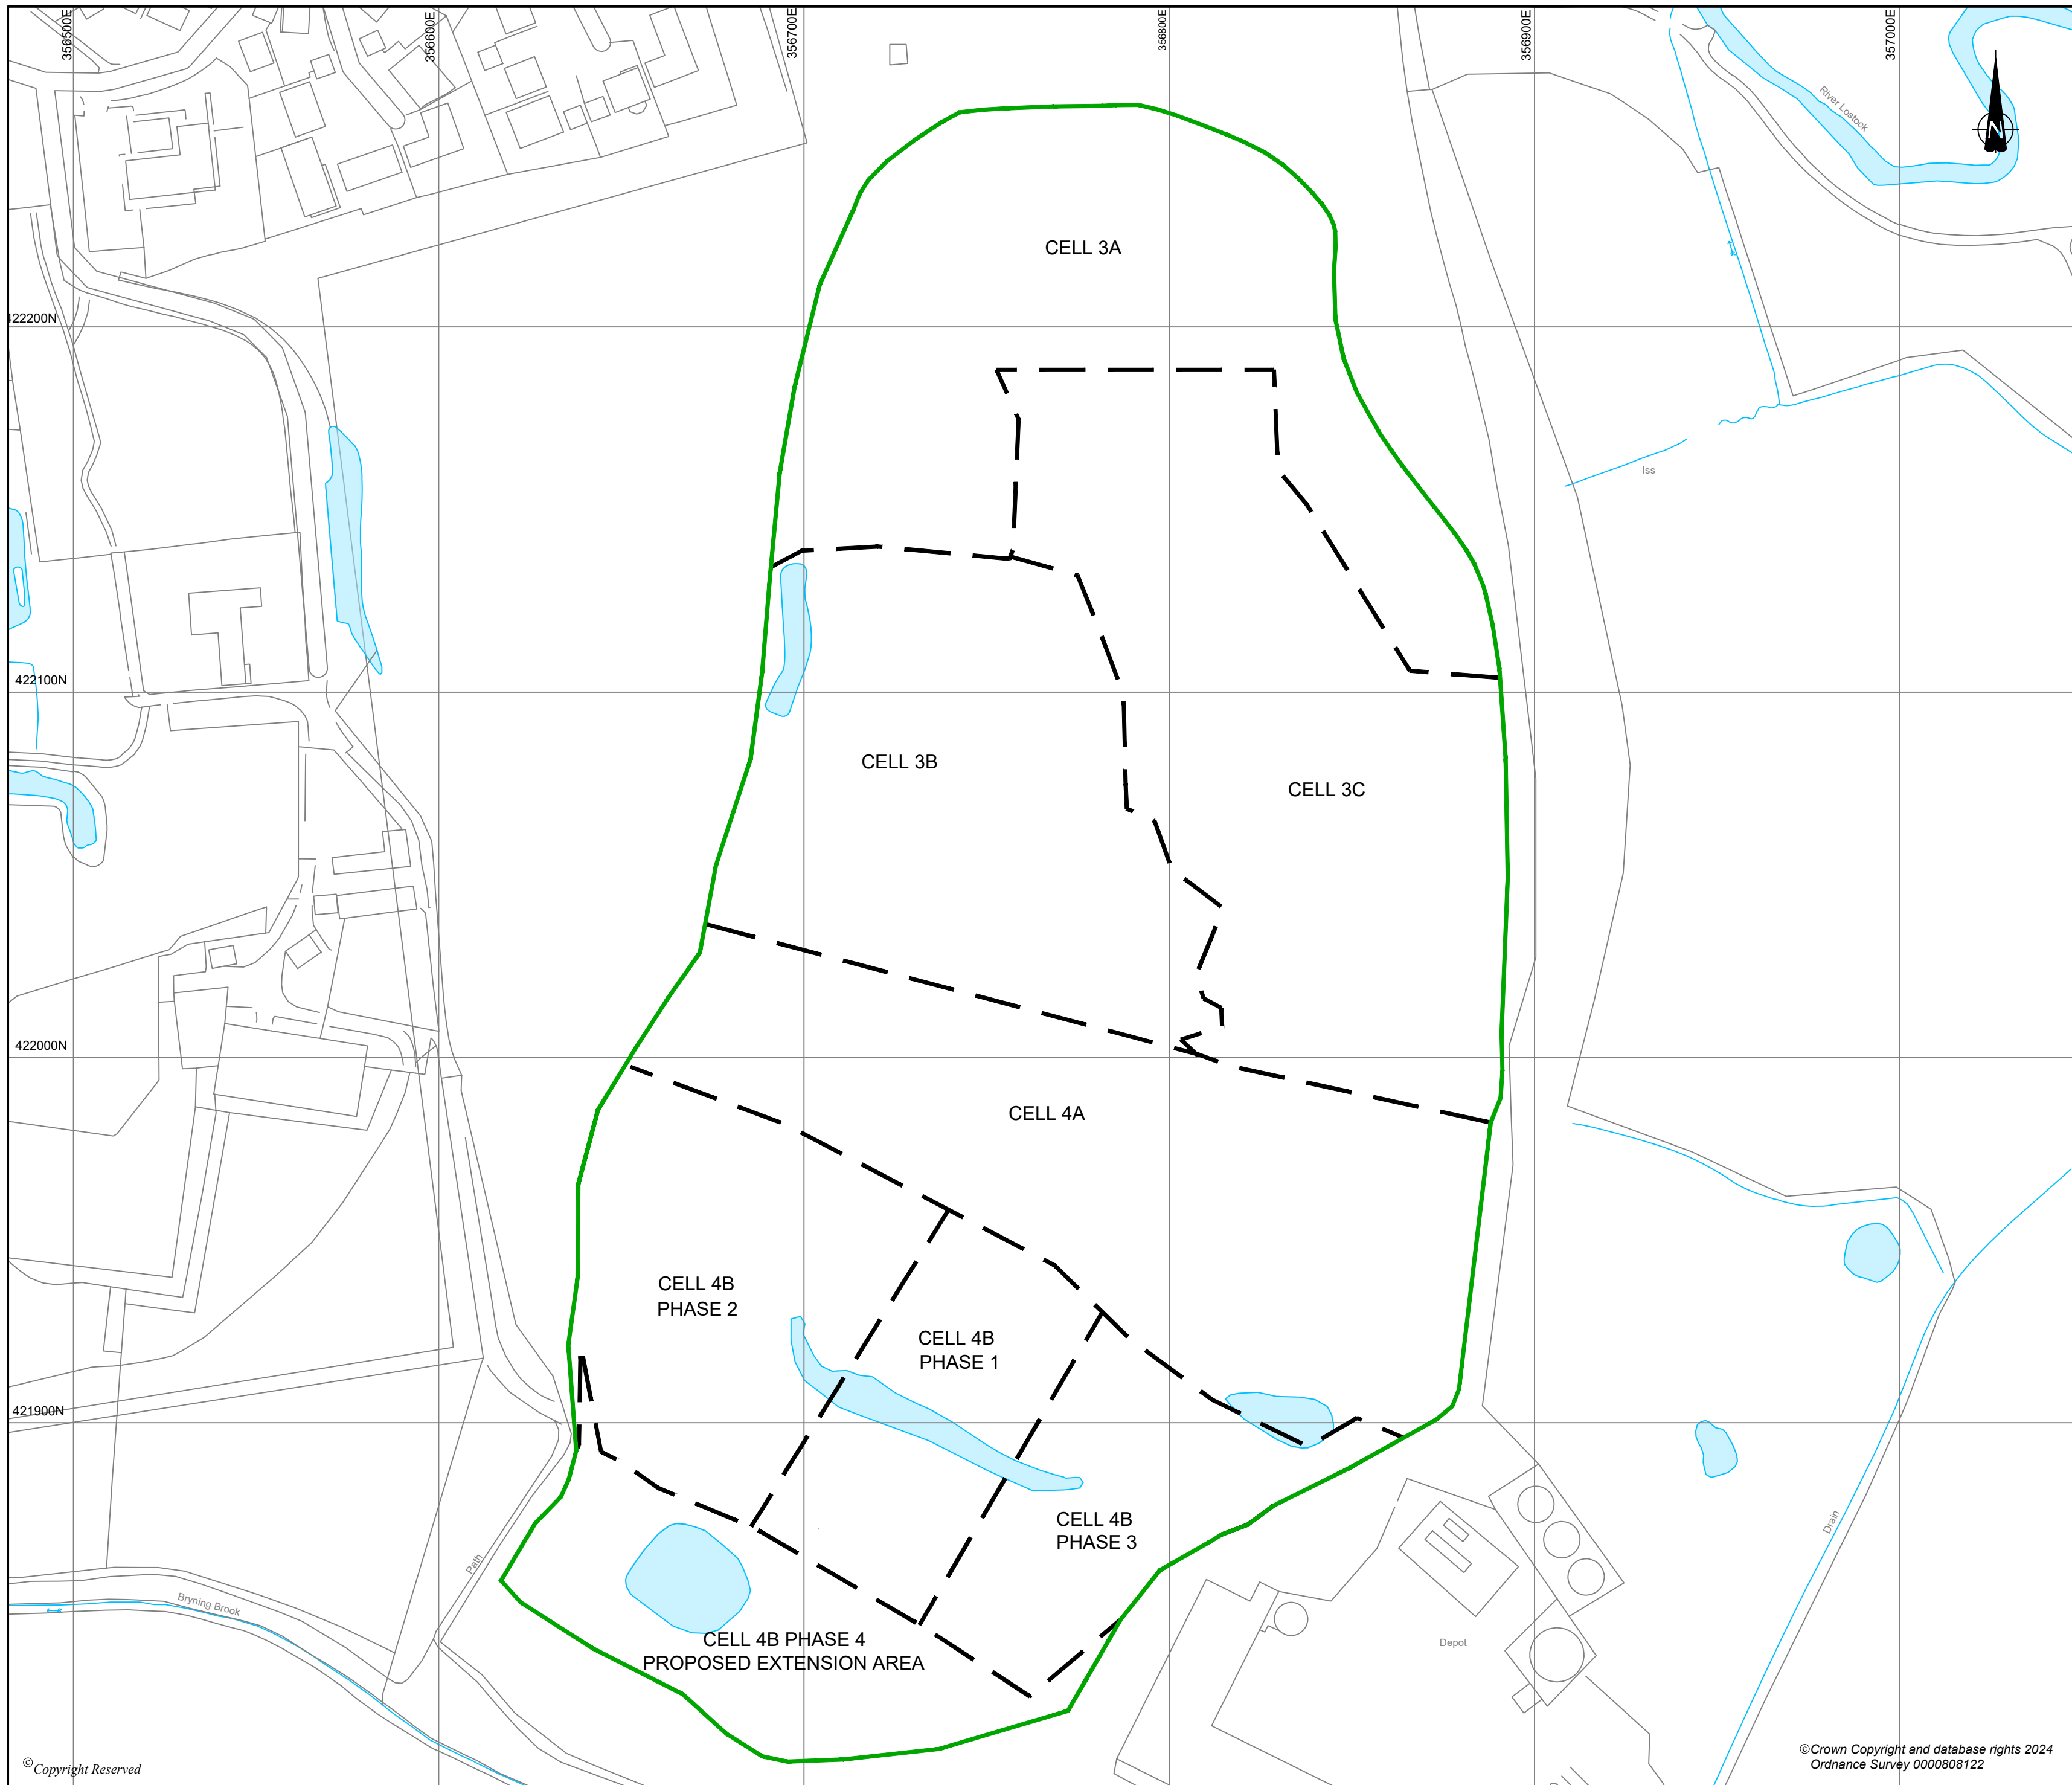 356500E
356600E
356700E
356800E
356900E
357000E
River Lostock
N
CELL 3A
422200N
Iss
422100N
CELL 3B
CELL 3C
422000N
CELL 4A
CELL 4B
PHASE 2
CELL 4B
PHASE 1
421900N
CELL 4B
PHASE 3
Drain
Path
Bryning Brook
CELL 4B PHASE 4
PROPOSED EXTENSION AREA
Depot
©Copyright Reserved
©Crown Copyright and database rights 2024
Ordnance Survey 0000808122